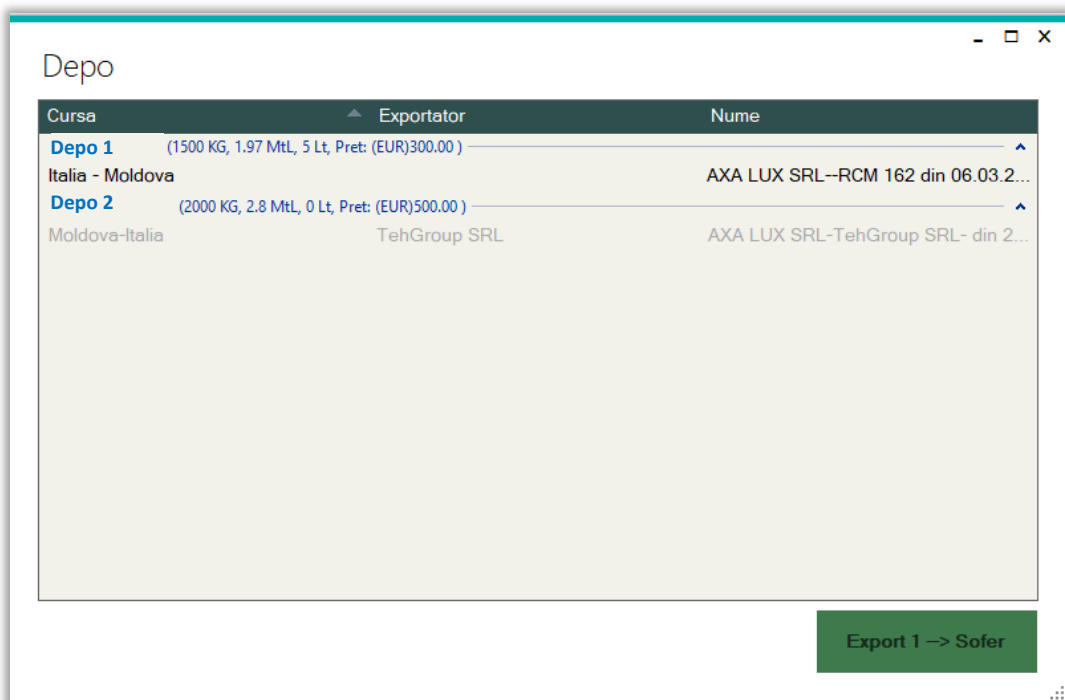 Depo
Cursa Exportator Nume
Depo 1 (1500 KG, 1.97 MtL, 5 Lt, Pret: (EUR)300.00 )
Italia - Moldova AXA LUX SRL--RCM 162 din 06.03.2...
Depo 2 (2000 KG, 2.8 MtL, 0 Lt, Pret: (EUR)500.00 )
Moldova-Italia TehGroup SRL AXA LUX SRL-TehGroup SRL- din 2...
Export 1 --> Sofer